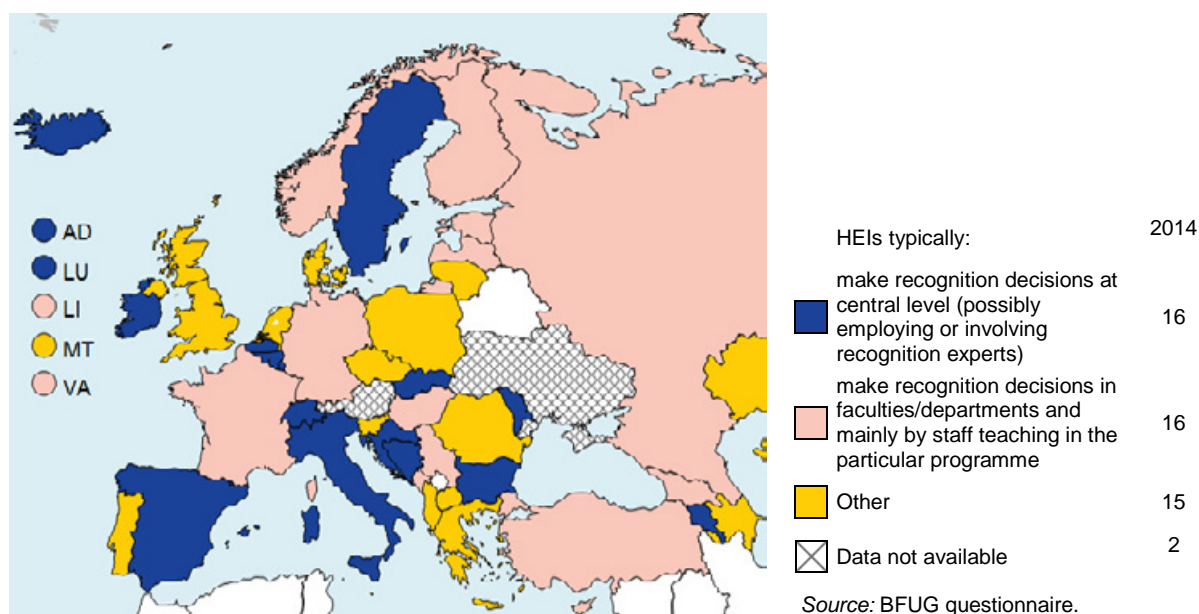 AD
LU
LI
MT
VA
HEIs typically:
2014
make recognition decisions at
central level (possibly
employing or involving
recognition experts)
16
make recognition decisions in
faculties/departments and
mainly by staff teaching in the
particular programme
16
Other
15
Data not available
2
Source: BFUG questionnaire.